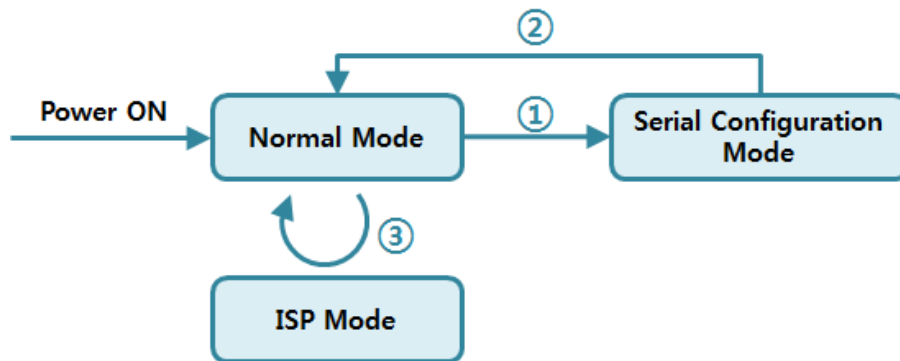 ②
Power ON
Normal Mode
①
Serial Configuration
Mode
③
ISP Mode